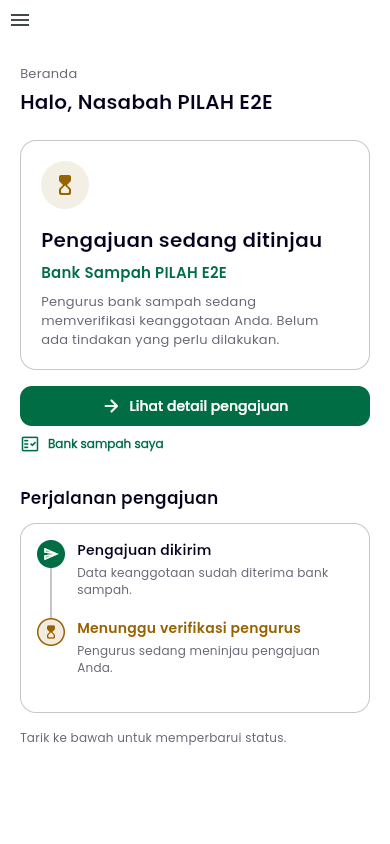 Beranda
Halo, Nasabah PILAH E2E
Pengajuan sedang ditinjau
Bank Sampah PILAH E2E
Pengurus bank sampah sedang
memverifikasi keanggotaan Anda. Belum
ada tindakan yang perlu dilakukan.
Lihat detail pengajuan
Bank sampah saya
Perjalanan pengajuan
Pengajuan dikirim
Data keanggotaan sudah diterima bank
sampah.
Menunggu verifikasi pengurus
Pengurus sedang meninjau pengajuan
Anda.
Tarik ke bawah untuk memperbarui status.